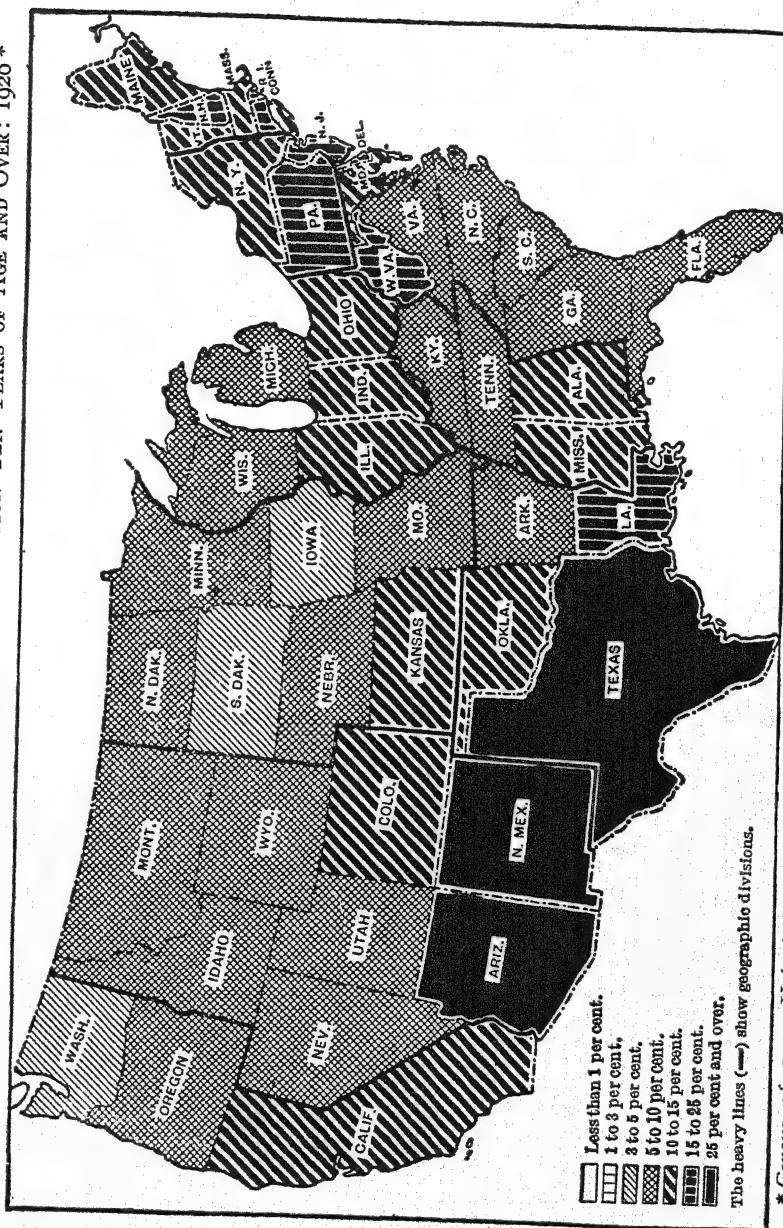 TEN YEARS OF AGE AND OVER: 1920*
WASH.
OREGON
CALIF.
NEV.
IDAHO
MONT.
WYO.
UTAH
ARIZ.
COLO.
N. MEX.
N. DAK.
S. DAK.
NEBR.
KANSAS
OKLA.
TEXAS
MINN.
IOWA
MO.
ARK.
LA.
WIS.
MICH.
ILL.
IND.
OHIO
KY.
TENN.
MISS.
ALA.
GA.
FLA.
S.C.
N.C.
VA.
W.VA.
PA.
N.Y.
N.J.
DEL.
MD.
CONN.
R.I.
MASS.
N.H.
MAINE
Less than 1 per cent.
1 to 3 per cent.
3 to 5 per cent.
5 to 10 per cent.
10 to 15 per cent.
15 to 25 per cent.
25 per cent and over.
The heavy lines (—) show geographic divisions.